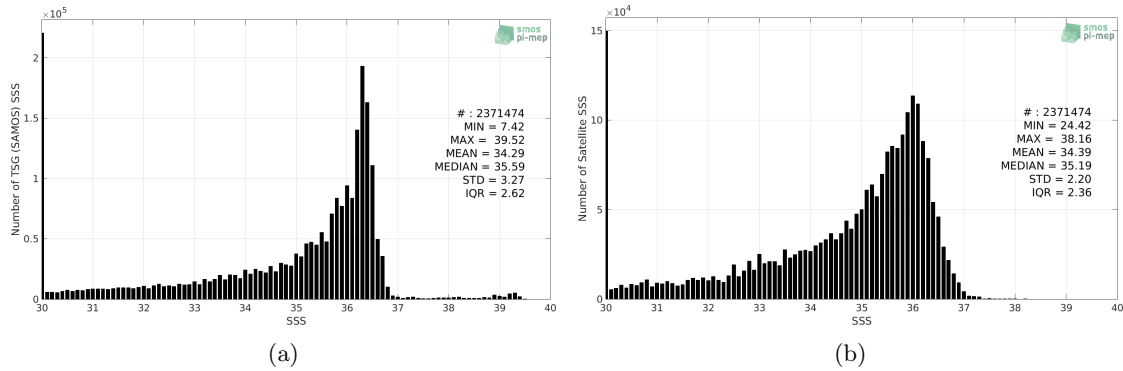 ×10⁵
smos
pi-mep
2
1.5
1
0.5
0
Number of TSG (SAMOS) SSS
# : 2371474
MIN = 7.42
MAX = 39.52
MEAN = 34.29
MEDIAN = 35.59
STD = 3.27
IQR = 2.62
30 31 32 33 34 35 36 37 38 39 40
SSS
(a)
×10⁴
smos
pi-mep
15
10
5
0
Number of Satellite SSS
# : 2371474
MIN = 24.42
MAX = 38.16
MEAN = 34.39
MEDIAN = 35.19
STD = 2.20
IQR = 2.36
30 31 32 33 34 35 36 37 38 39 40
SSS
(b)